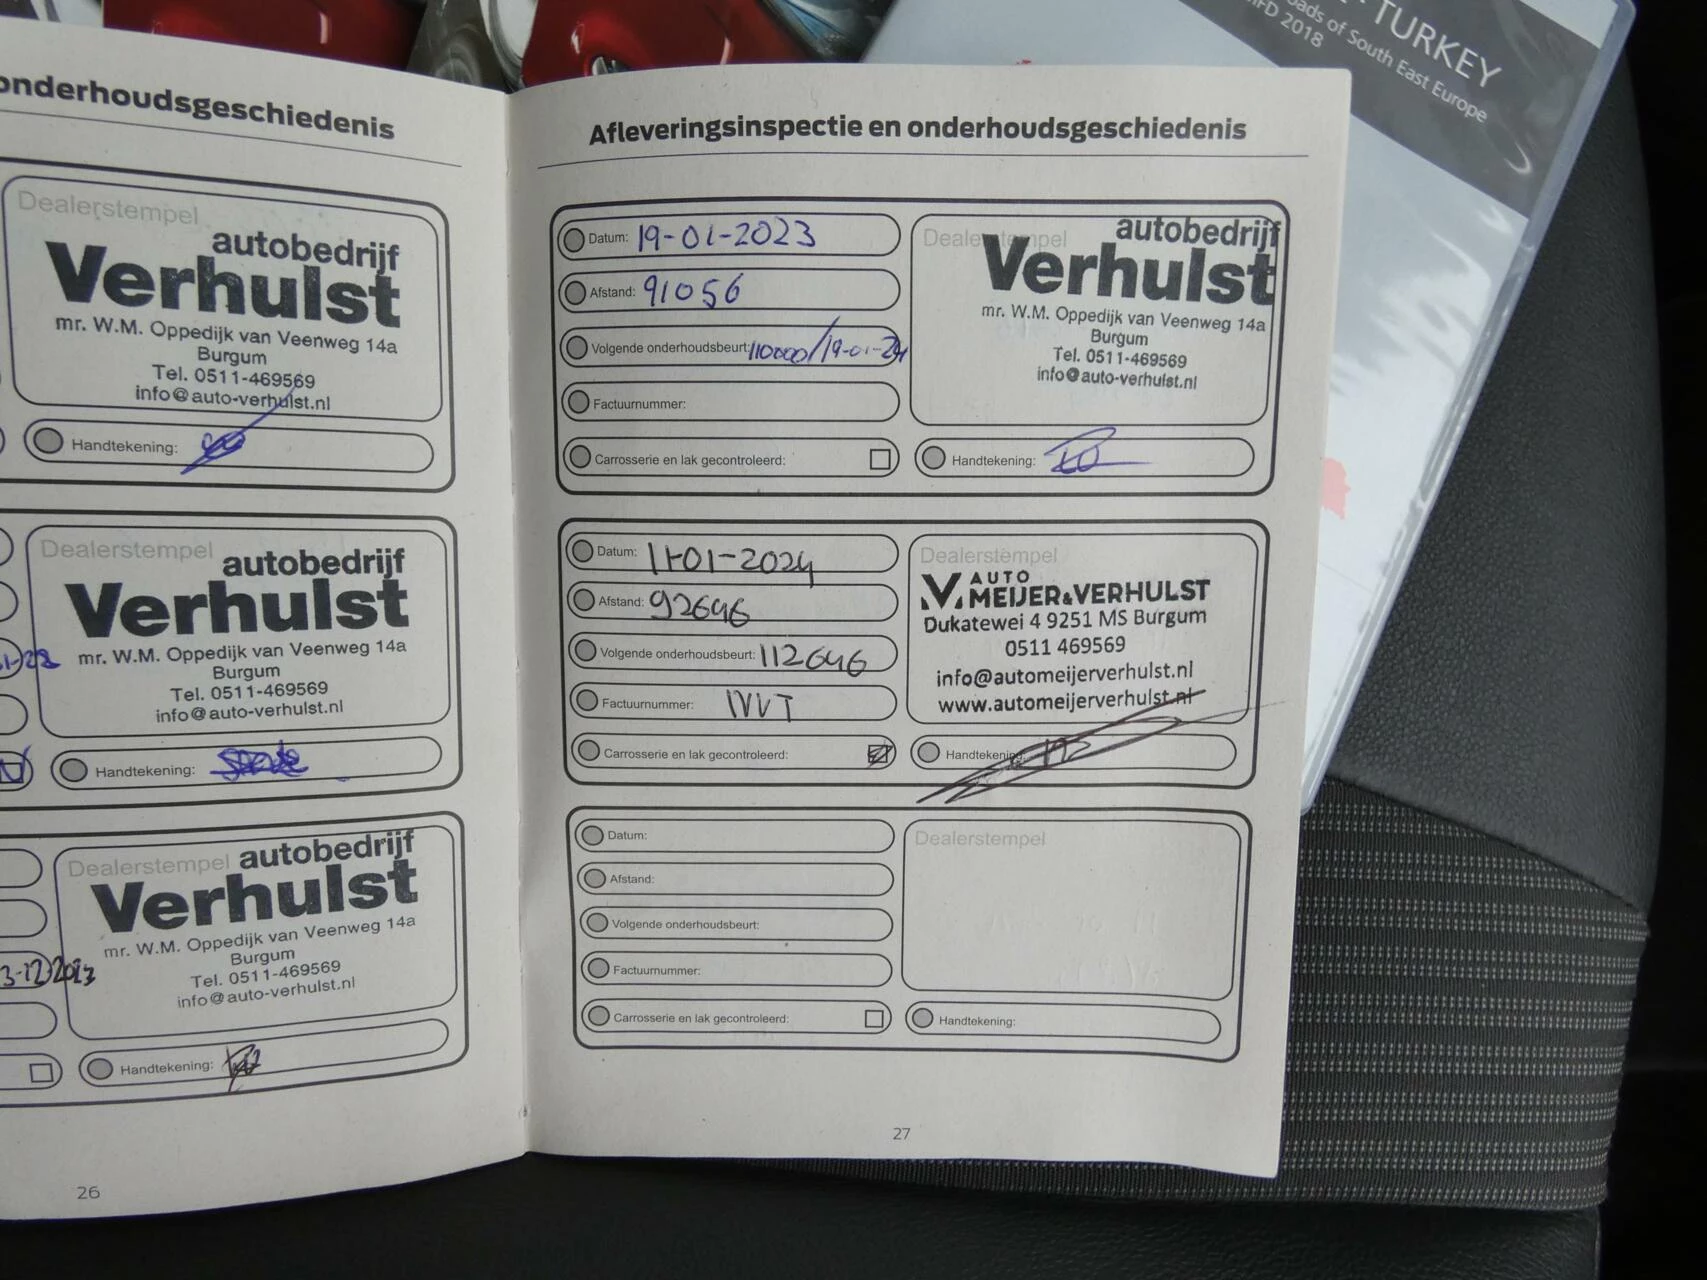 TURKEY
ads of South East Europe
FD 2018
onderhoudsgeschiedenis
Dealerstempel
autobedrijf
Verhulst
mr. W.M. Oppedijk van Veenweg 14a
Burgum
Tel. 0511-469569
info@auto-verhulst.nl
Handtekening:
Dealerstempel
autobedrijf
Verhulst
mr. W.M. Oppedijk van Veenweg 14a
Burgum
Tel. 0511-469569
info@auto-verhulst.nl
Handtekening:
Dealerstempel
autobedrijf
Verhulst
mr. W.M. Oppedijk van Veenweg 14a
Burgum
Tel. 0511-469569
info@auto-verhulst.nl
3-12-2023
Handtekening:
26
Afleveringsinspectie en onderhoudsgeschiedenis
Datum: 19-01-2023
Afstand: 91056
Volgende onderhoudsbeurt: 110000/19-01-24
Factuurnummer:
Carrosserie en lak gecontroleerd:
Dealerstempel
autobedrijf
Verhulst
mr. W.M. Oppedijk van Veenweg 14a
Burgum
Tel. 0511-469569
info@auto-verhulst.nl
Handtekening:
Datum: 11-01-2024
Afstand: 92646
Volgende onderhoudsbeurt: 112646
Factuurnummer:
Carrosserie en lak gecontroleerd:
Dealerstempel
AUTO
MEIJER&VERHULST
Dukatewei 4 9251 MS Burgum
0511 469569
info@automeijerverhulst.nl
www.automeijerverhulst.nl
Handtekening:
Datum:
Afstand:
Volgende onderhoudsbeurt:
Factuurnummer:
Carrosserie en lak gecontroleerd:
Dealerstempel
Handtekening:
27